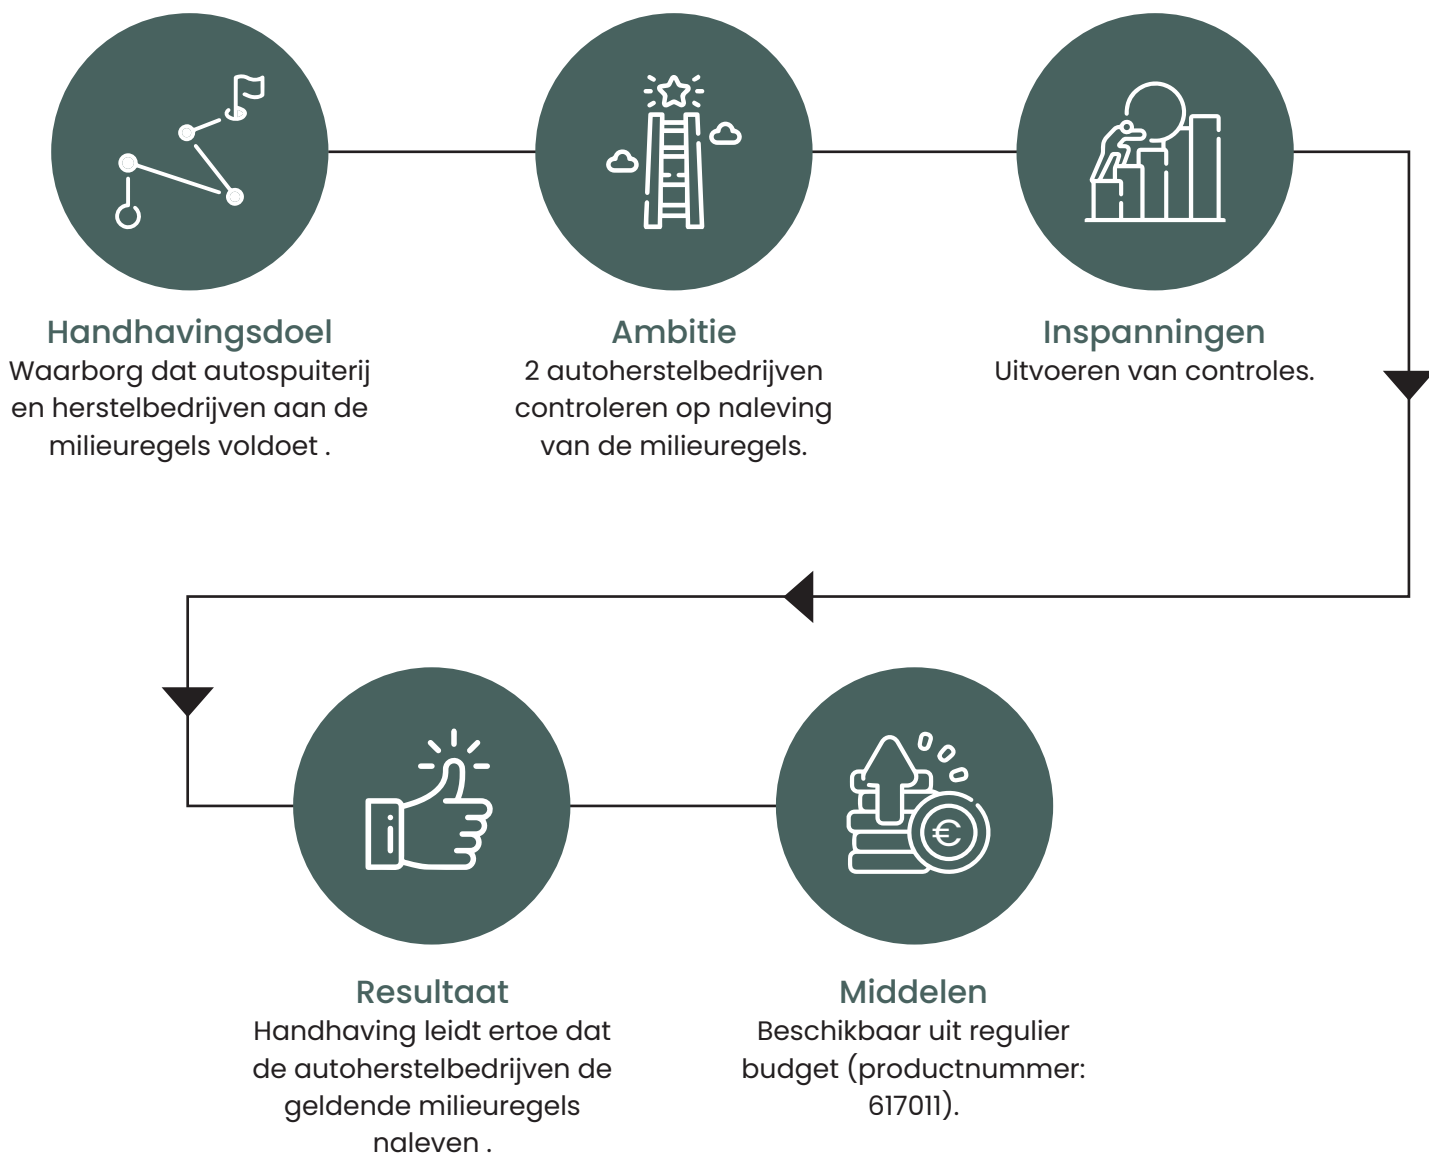 Handhavingsdoel
Waarborg dat autospuiterij
en herstelbedrijven aan de
milieuregels voldoet .
Ambitie
2 autoherstelbedrijven
controleren op naleving
van de milieuregels.
Inspanningen
Uitvoeren van controles.
Resultaat
Handhaving leidt ertoe dat
de autoherstelbedrijven de
geldende milieuregels
naleven .
Middelen
Beschikbaar uit regulier
budget (productnummer:
617011).